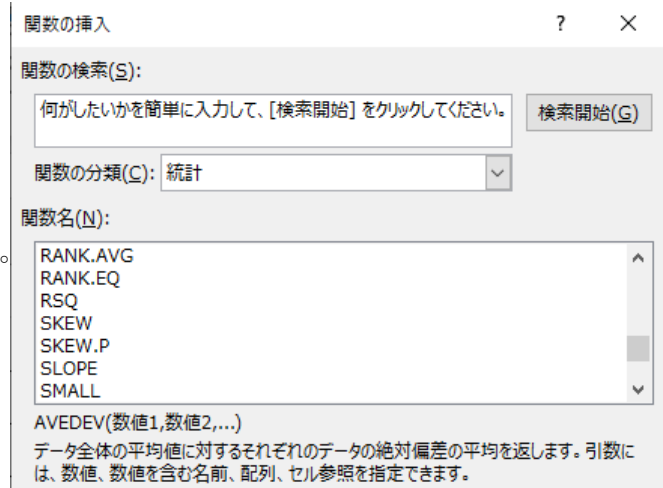 関数の挿入 ? ×
関数の検索(S):
何がしたいかを簡単に入力して、[検索開始] をクリックしてください。
検索開始(G)
関数の分類(C): 統計
関数名(N):
RANK.AVG
RANK.EQ
RSQ
SKEW
SKEW.P
SLOPE
SMALL
AVEDEV(数値1,数値2,...)
データ全体の平均値に対するそれぞれのデータの絶対偏差の平均を返します。引数に
は、数値、数値を含む名前、配列、セル参照を指定できます。